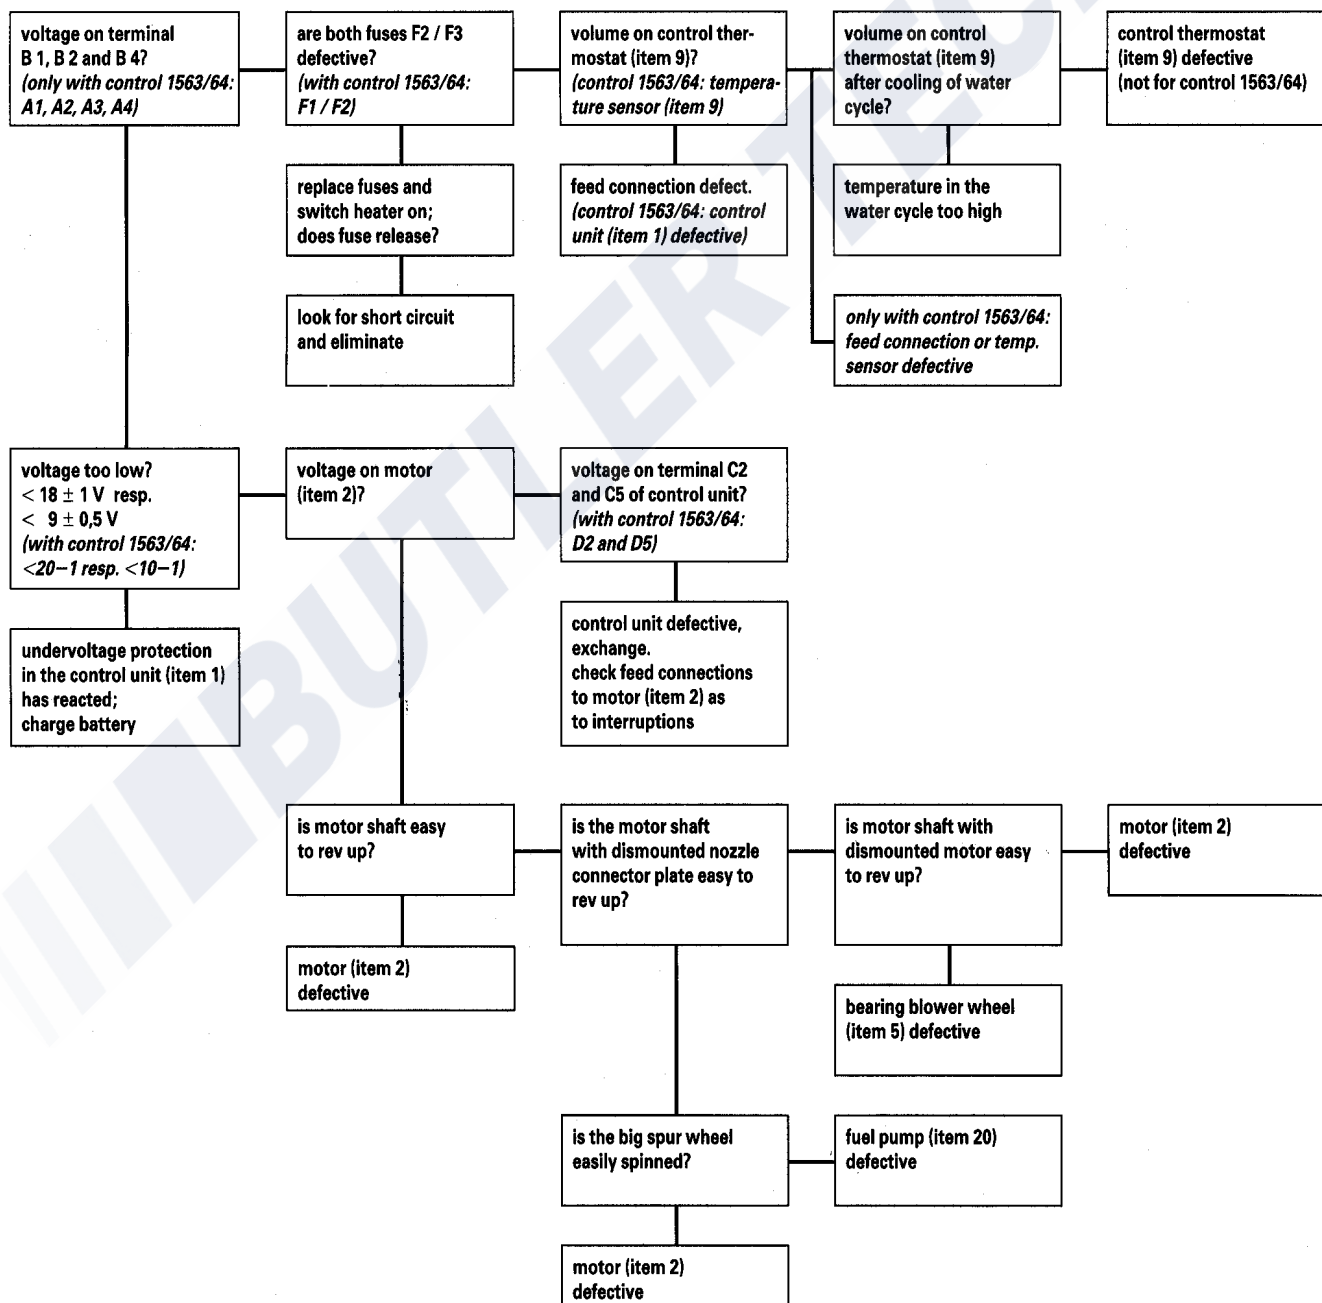 voltage on terminal
B 1, B 2 and B 4?
(only with control 1563/64:
A1, A2, A3, A4)
are both fuses F2 / F3
defective?
(with control 1563/64:
F1 / F2)
volume on control ther-
mostat (item 9)?
(control 1563/64: tempera-
ture sensor (item 9)
volume on control
thermostat (item 9)
after cooling of water
cycle?
control thermostat
(item 9) defective
(not for control 1563/64)
replace fuses and
switch heater on;
does fuse release?
feed connection defect.
(control 1563/64: control
unit (item 1) defective)
temperature in the
water cycle too high
look for short circuit
and eliminate
only with control 1563/64:
feed connection or temp.
sensor defective
voltage too low?
< 18 ± 1 V resp.
< 9 ± 0,5 V
(with control 1563/64:
<20−1 resp. <10−1)
voltage on motor
(item 2)?
voltage on terminal C2
and C5 of control unit?
(with control 1563/64:
D2 and D5)
undervoltage protection
in the control unit (item 1)
has reacted;
charge battery
control unit defective,
exchange.
check feed connections
to motor (item 2) as
to interruptions
is motor shaft easy
to rev up?
is the motor shaft
with dismounted nozzle
connector plate easy to
rev up?
is motor shaft with
dismounted motor easy
to rev up?
motor (item 2)
defective
motor (item 2)
defective
bearing blower wheel
(item 5) defective
is the big spur wheel
easily spinned?
fuel pump (item 20)
defective
motor (item 2)
defective
BUTLER TEC